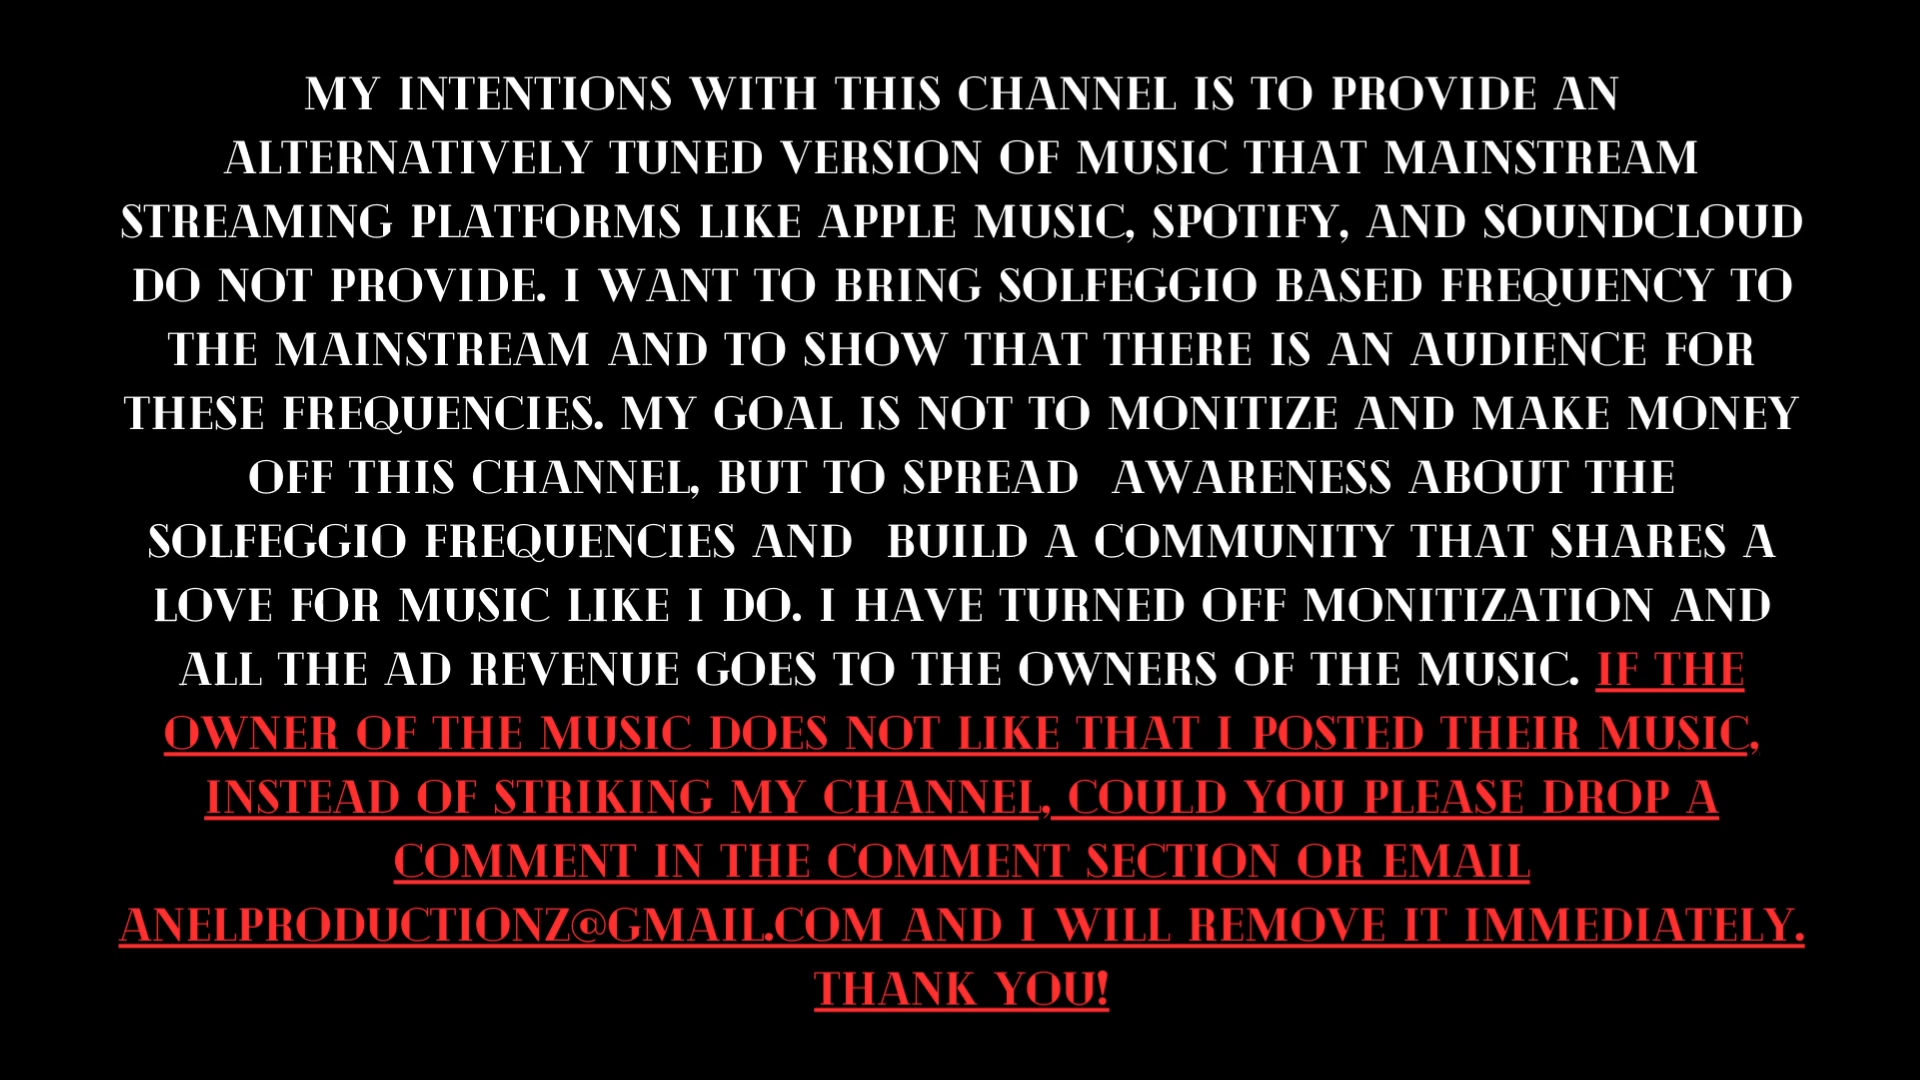 MY INTENTIONS WITH THIS CHANNEL IS TO PROVIDE AN
ALTERNATIVELY TUNED VERSION OF MUSIC THAT MAINSTREAM
STREAMING PLATFORMS LIKE APPLE MUSIC, SPOTIFY, AND SOUNDCLOUD
DO NOT PROVIDE. I WANT TO BRING SOLFEGGIO BASED FREQUENCY TO
THE MAINSTREAM AND TO SHOW THAT THERE IS AN AUDIENCE FOR
THESE FREQUENCIES. MY GOAL IS NOT TO MONITIZE AND MAKE MONEY
OFF THIS CHANNEL, BUT TO SPREAD AWARENESS ABOUT THE
SOLFEGGIO FREQUENCIES AND BUILD A COMMUNITY THAT SHARES A
LOVE FOR MUSIC LIKE I DO. I HAVE TURNED OFF MONITIZATION AND
ALL THE AD REVENUE GOES TO THE OWNERS OF THE MUSIC. IF THE
OWNER OF THE MUSIC DOES NOT LIKE THAT I POSTED THEIR MUSIC,
INSTEAD OF STRIKING MY CHANNEL, COULD YOU PLEASE DROP A
COMMENT IN THE COMMENT SECTION OR EMAIL
ANELPRODUCTIONZ@GMAIL.COM AND I WILL REMOVE IT IMMEDIATELY.
THANK YOU!